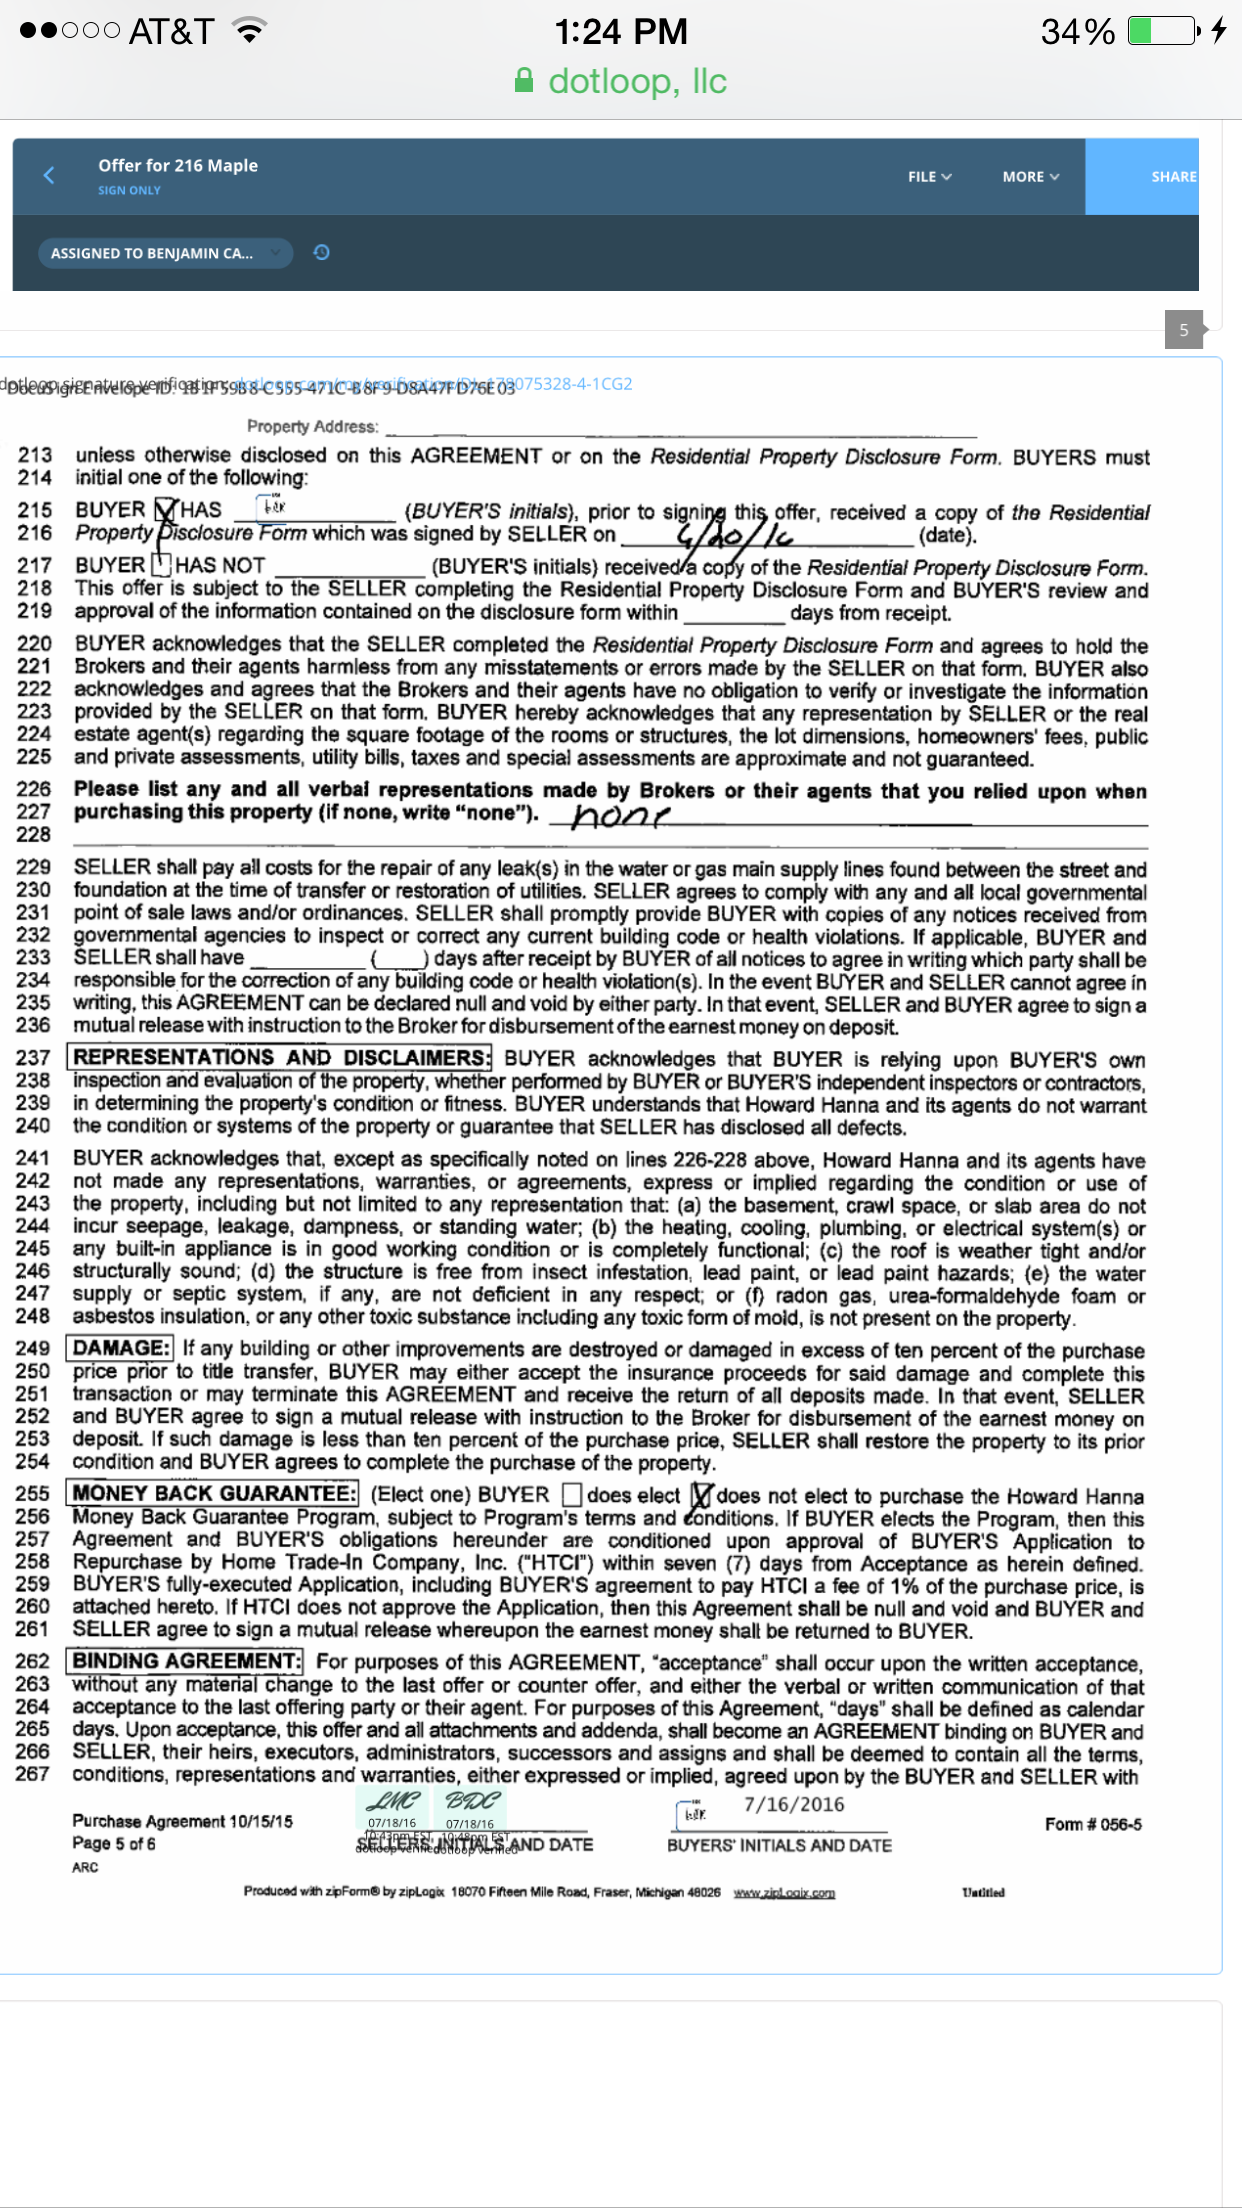 AT&T 1:24 PM 34%
dotloop, llc
Offer for 216 Maple
SIGN ONLY
FILE MORE SHARE
ASSIGNED TO BENJAMIN CA...
5
dotloop signature verification: dotloop.com/my/verification/DL-178075328-4-1CG2
DocuSign Envelope ID:
Property Address:
213 unless otherwise disclosed on this AGREEMENT or on the Residential Property Disclosure Form. BUYERS must
214 initial one of the following:
215 BUYER X HAS (BUYER'S initials), prior to signing this offer, received a copy of the Residential
216 Property Disclosure Form which was signed by SELLER on 6/20/16 (date).
217 BUYER HAS NOT (BUYER'S initials) received a copy of the Residential Property Disclosure Form.
218 This offer is subject to the SELLER completing the Residential Property Disclosure Form and BUYER'S review and
219 approval of the information contained on the disclosure form within days from receipt.
220 BUYER acknowledges that the SELLER completed the Residential Property Disclosure Form and agrees to hold the
221 Brokers and their agents harmless from any misstatements or errors made by the SELLER on that form. BUYER also
222 acknowledges and agrees that the Brokers and their agents have no obligation to verify or investigate the information
223 provided by the SELLER on that form. BUYER hereby acknowledges that any representation by SELLER or the real
224 estate agent(s) regarding the square footage of the rooms or structures, the lot dimensions, homeowners' fees, public
225 and private assessments, utility bills, taxes and special assessments are approximate and not guaranteed.
226 Please list any and all verbal representations made by Brokers or their agents that you relied upon when
227 purchasing this property (if none, write “none”). none
228
229 SELLER shall pay all costs for the repair of any leak(s) in the water or gas main supply lines found between the street and
230 foundation at the time of transfer or restoration of utilities. SELLER agrees to comply with any and all local governmental
231 point of sale laws and/or ordinances. SELLER shall promptly provide BUYER with copies of any notices received from
232 governmental agencies to inspect or correct any current building code or health violations. If applicable, BUYER and
233 SELLER shall have ( ) days after receipt by BUYER of all notices to agree in writing which party shall be
234 responsible for the correction of any building code or health violation(s). In the event BUYER and SELLER cannot agree in
235 writing, this AGREEMENT can be declared null and void by either party. In that event, SELLER and BUYER agree to sign a
236 mutual release with instruction to the Broker for disbursement of the earnest money on deposit.
237 REPRESENTATIONS AND DISCLAIMERS: BUYER acknowledges that BUYER is relying upon BUYER'S own
238 inspection and evaluation of the property, whether performed by BUYER or BUYER'S independent inspectors or contractors,
239 in determining the property's condition or fitness. BUYER understands that Howard Hanna and its agents do not warrant
240 the condition or systems of the property or guarantee that SELLER has disclosed all defects.
241 BUYER acknowledges that, except as specifically noted on lines 226-228 above, Howard Hanna and its agents have
242 not made any representations, warranties, or agreements, express or implied regarding the condition or use of
243 the property, including but not limited to any representation that: (a) the basement, crawl space, or slab area do not
244 incur seepage, leakage, dampness, or standing water; (b) the heating, cooling, plumbing, or electrical system(s) or
245 any built-in appliance is in good working condition or is completely functional; (c) the roof is weather tight and/or
246 structurally sound; (d) the structure is free from insect infestation, lead paint, or lead paint hazards; (e) the water
247 supply or septic system, if any, are not deficient in any respect; or (f) radon gas, urea-formaldehyde foam or
248 asbestos insulation, or any other toxic substance including any toxic form of mold, is not present on the property.
249 DAMAGE: If any building or other improvements are destroyed or damaged in excess of ten percent of the purchase
250 price prior to title transfer, BUYER may either accept the insurance proceeds for said damage and complete this
251 transaction or may terminate this AGREEMENT and receive the return of all deposits made. In that event, SELLER
252 and BUYER agree to sign a mutual release with instruction to the Broker for disbursement of the earnest money on
253 deposit. If such damage is less than ten percent of the purchase price, SELLER shall restore the property to its prior
254 condition and BUYER agrees to complete the purchase of the property.
255 MONEY BACK GUARANTEE: (Elect one) BUYER does elect X does not elect to purchase the Howard Hanna
256 Money Back Guarantee Program, subject to Program's terms and conditions. If BUYER elects the Program, then this
257 Agreement and BUYER'S obligations hereunder are conditioned upon approval of BUYER'S Application to
258 Repurchase by Home Trade-In Company, Inc. (“HTCI”) within seven (7) days from Acceptance as herein defined.
259 BUYER'S fully-executed Application, including BUYER'S agreement to pay HTCI a fee of 1% of the purchase price, is
260 attached hereto. If HTCI does not approve the Application, then this Agreement shall be null and void and BUYER and
261 SELLER agree to sign a mutual release whereupon the earnest money shall be returned to BUYER.
262 BINDING AGREEMENT: For purposes of this AGREEMENT, “acceptance” shall occur upon the written acceptance,
263 without any material change to the last offer or counter offer, and either the verbal or written communication of that
264 acceptance to the last offering party or their agent. For purposes of this Agreement, “days” shall be defined as calendar
265 days. Upon acceptance, this offer and all attachments and addenda, shall become an AGREEMENT binding on BUYER and
266 SELLER, their heirs, executors, administrators, successors and assigns and shall be deemed to contain all the terms,
267 conditions, representations and warranties, either expressed or implied, agreed upon by the BUYER and SELLER with
LMC BDC 7/16/2016
Purchase Agreement 10/15/15 07/18/16 07/18/16 Form # 056-5
10:43pm EST 10:48pm EST
Page 5 of 6 SELLERS' INITIALS AND DATE BUYERS' INITIALS AND DATE
dotloop verified dotloop verified
ARC
Produced with zipForm® by zipLogix 18070 Fifteen Mile Road, Fraser, Michigan 48026 www.zipLogix.com Untitled